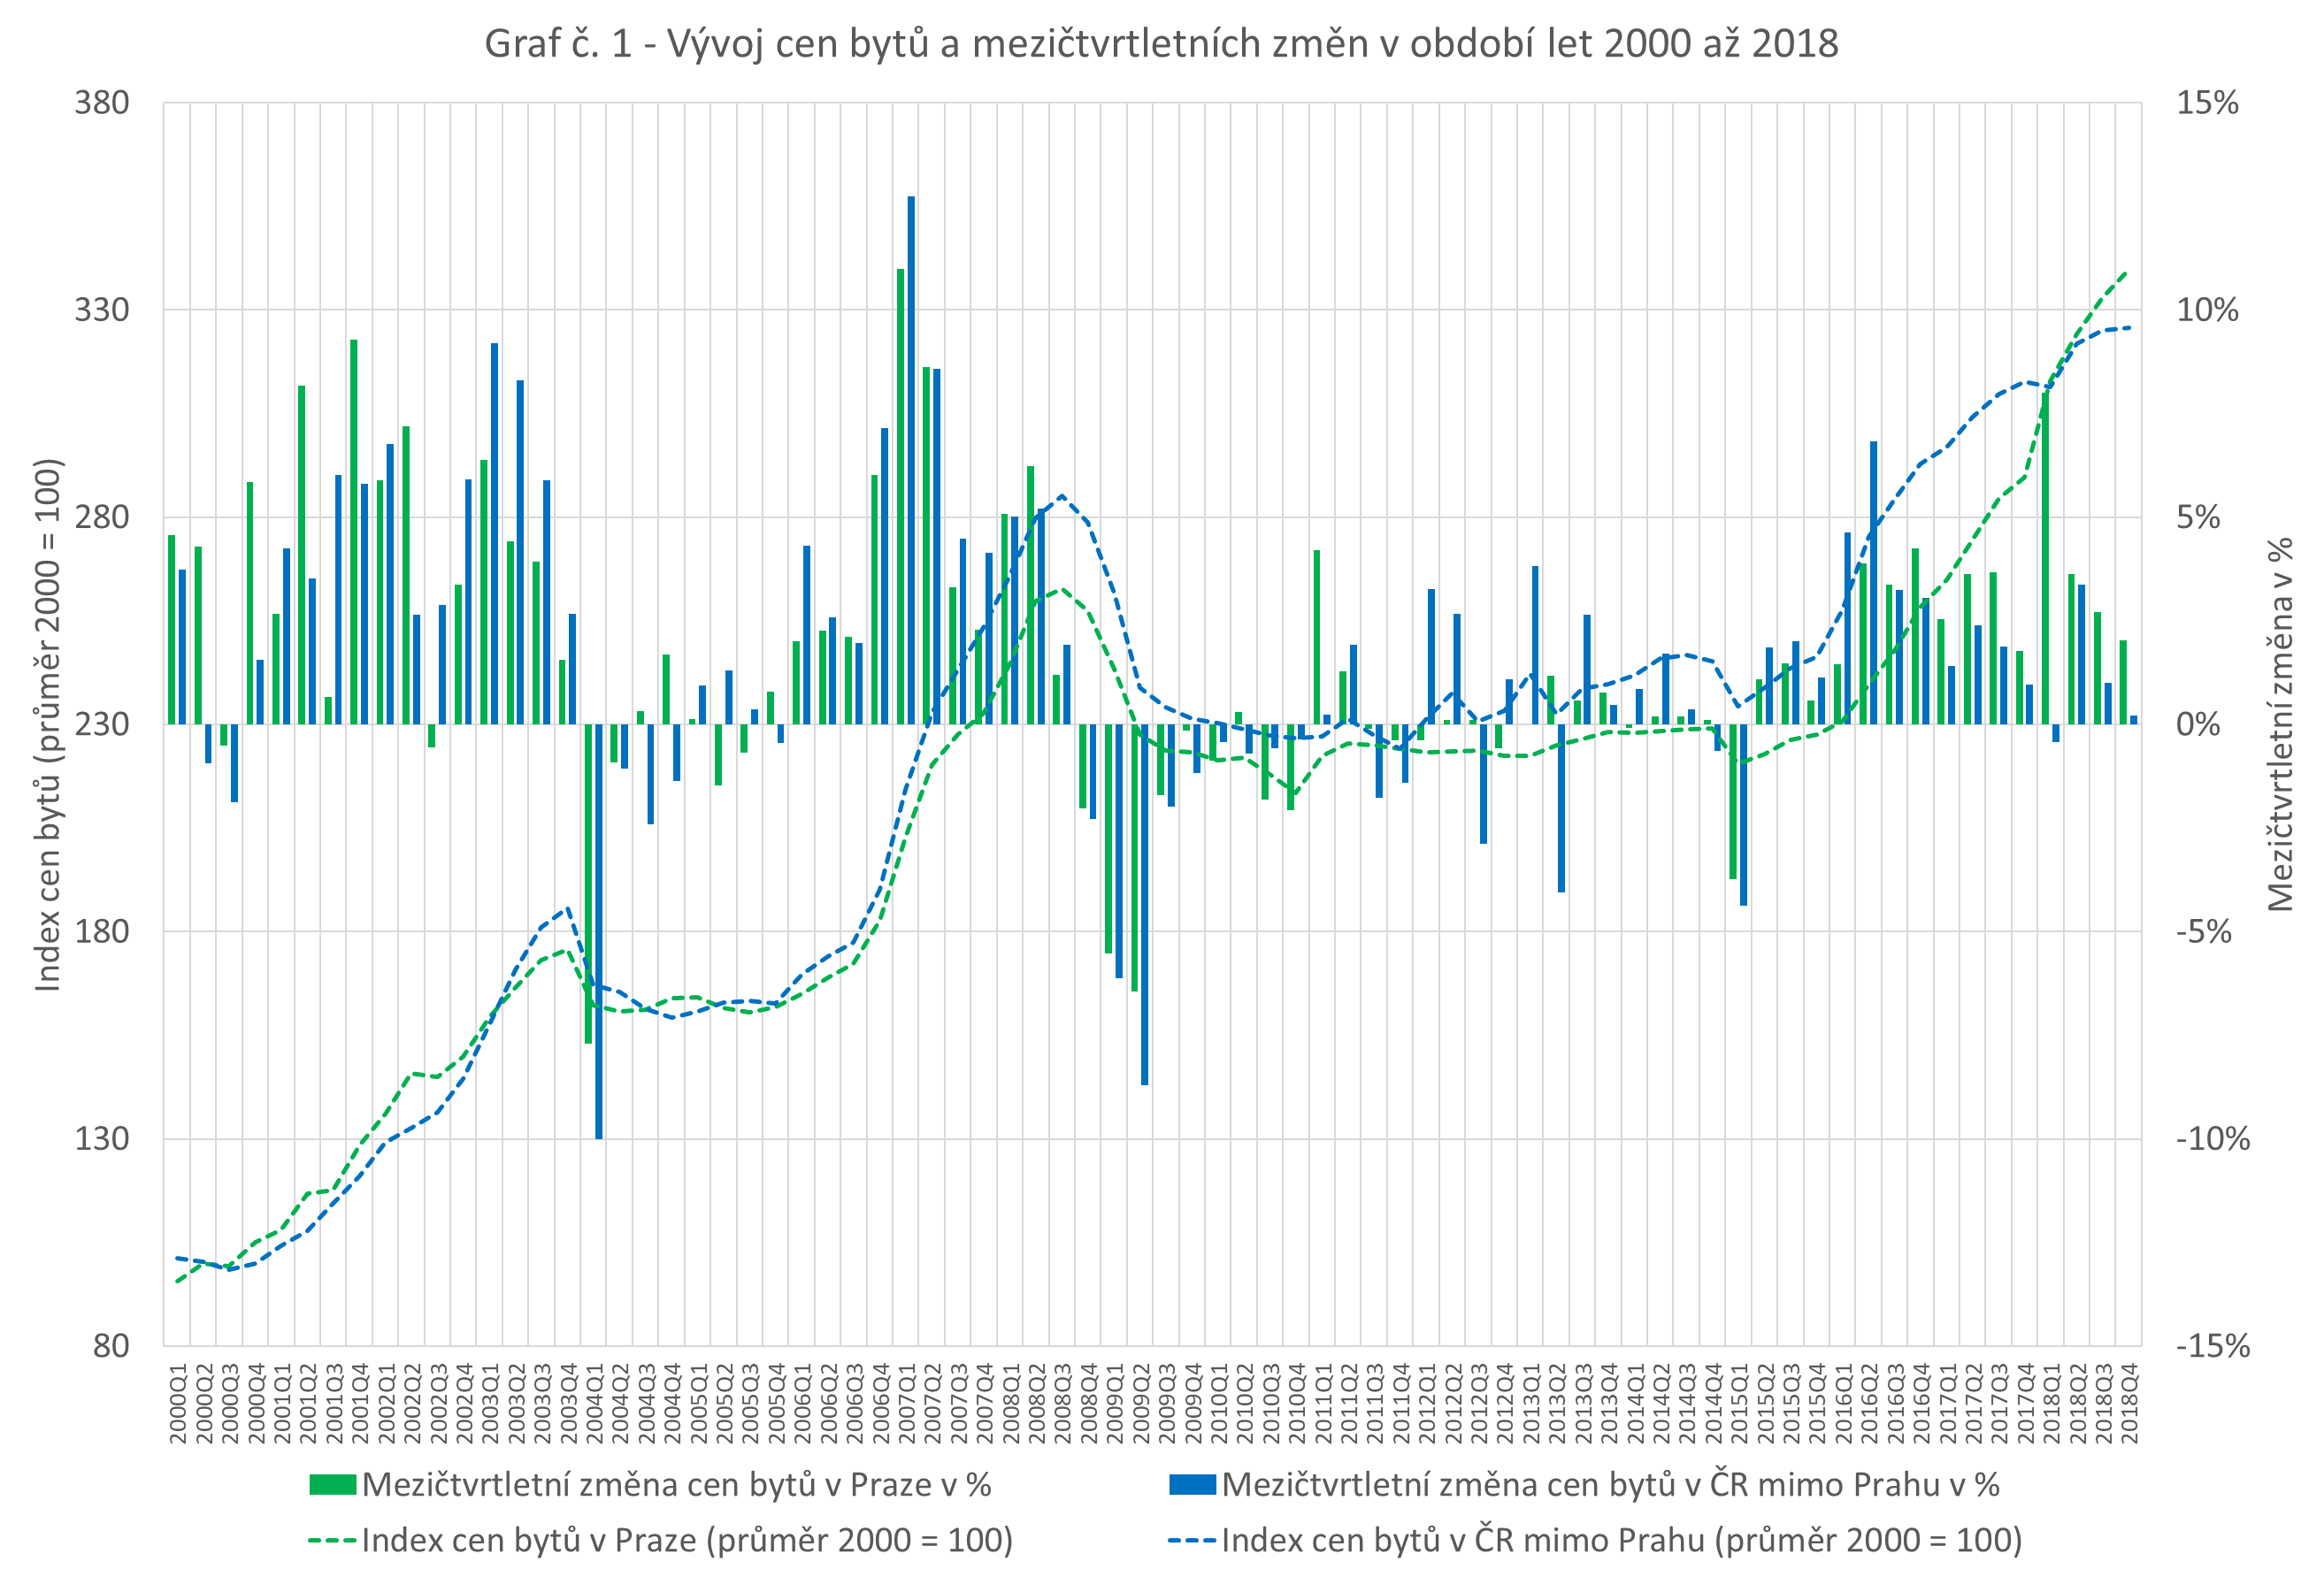 Graf č. 1 - Vývoj cen bytů a mezičtvrtletních změn v období let 2000 až 2018
Index cen bytů (průměr 2000 = 100)
380
330
280
230
180
130
80
15%
10%
5%
0%
-5%
-10%
-15%
Mezičtvrtletní změna v %
2000Q1
2000Q2
2000Q3
2000Q4
2001Q1
2001Q2
2001Q3
2001Q4
2002Q1
2002Q2
2002Q3
2002Q4
2003Q1
2003Q2
2003Q3
2003Q4
2004Q1
2004Q2
2004Q3
2004Q4
2005Q1
2005Q2
2005Q3
2005Q4
2006Q1
2006Q2
2006Q3
2006Q4
2007Q1
2007Q2
2007Q3
2007Q4
2008Q1
2008Q2
2008Q3
2008Q4
2009Q1
2009Q2
2009Q3
2009Q4
2010Q1
2010Q2
2010Q3
2010Q4
2011Q1
2011Q2
2011Q3
2011Q4
2012Q1
2012Q2
2012Q3
2012Q4
2013Q1
2013Q2
2013Q3
2013Q4
2014Q1
2014Q2
2014Q3
2014Q4
2015Q1
2015Q2
2015Q3
2015Q4
2016Q1
2016Q2
2016Q3
2016Q4
2017Q1
2017Q2
2017Q3
2017Q4
2018Q1
2018Q2
2018Q3
2018Q4
Mezičtvrtletní změna cen bytů v Praze v %
Mezičtvrtletní změna cen bytů v ČR mimo Prahu v %
Index cen bytů v Praze (průměr 2000 = 100)
Index cen bytů v ČR mimo Prahu (průměr 2000 = 100)